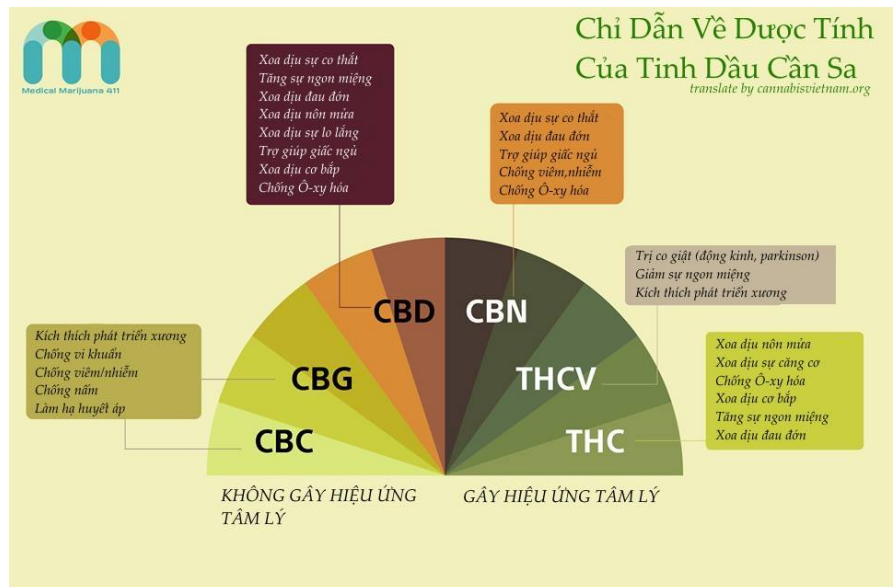 Medical Marijuana 411
Chỉ Dẫn Về Dược Tính
Của Tinh Dầu Cần Sa
translate by cannabisvietnam.org
Xoa dịu sự co thắt
Tăng sự ngon miệng
Xoa dịu đau đớn
Xoa dịu nôn mửa
Xoa dịu sự lo lắng
Trợ giúp giấc ngủ
Xoa dịu cơ bắp
Chống Ô-xy hóa
Xoa dịu sự co thắt
Xoa dịu đau đớn
Trợ giúp giấc ngủ
Chống viêm,nhiễm
Chống Ô-xy hóa
Trị co giật (động kinh, parkinson)
Giảm sự ngon miệng
Kích thích phát triển xương
Kích thích phát triển xương
Chống vi khuẩn
Chống viêm/nhiễm
Chống nấm
Làm hạ huyết áp
Xoa dịu nôn mửa
Xoa dịu sự căng cơ
Chống Ô-xy hóa
Xoa dịu cơ bắp
Tăng sự ngon miệng
Xoa dịu đau đớn
CBD
CBN
CBG
THCV
CBC
THC
KHÔNG GÂY HIỆU ỨNG
TÂM LÝ
GÂY HIỆU ỨNG TÂM LÝ